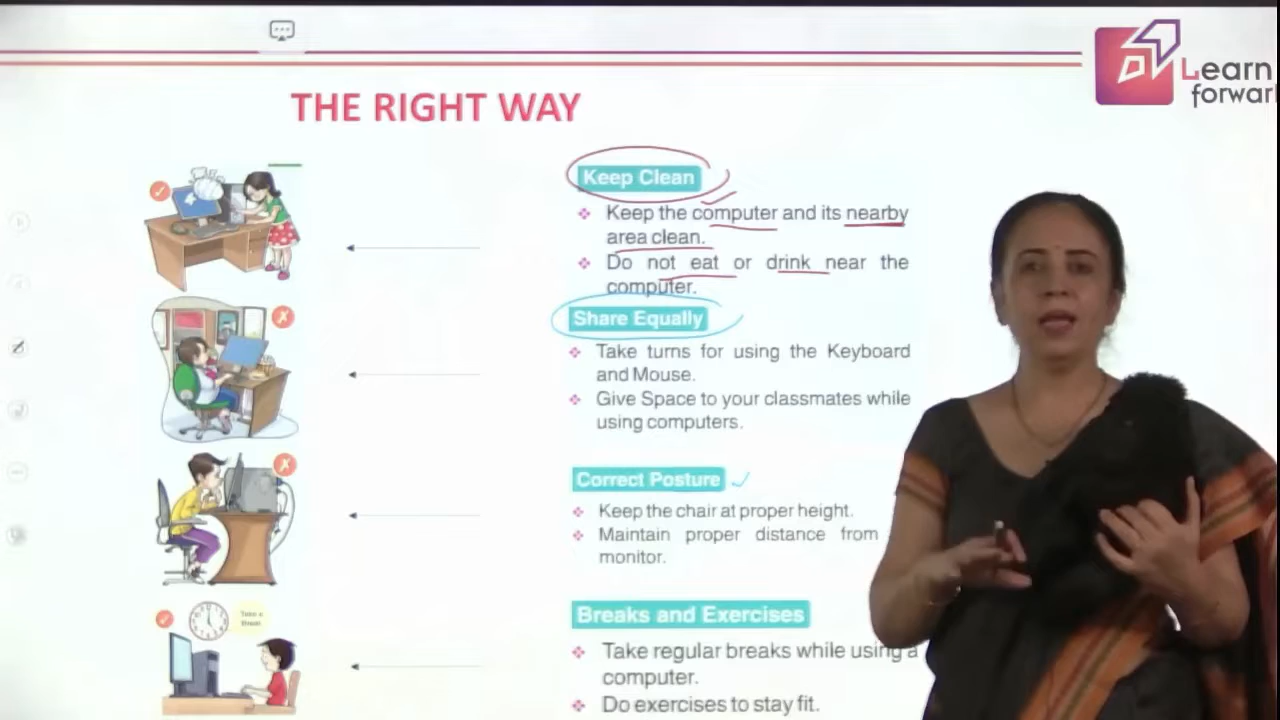 Learn
forwar
THE RIGHT WAY
Keep Clean
❖ Keep the computer and its nearby
area clean.
❖ Do not eat or drink near the
computer.
Share Equally
❖ Take turns for using the Keyboard
and Mouse.
❖ Give Space to your classmates while
using computers.
Correct Posture
❖ Keep the chair at proper height.
❖ Maintain proper distance from
monitor.
Take a
Break
Breaks and Exercises
❖ Take regular breaks while using a
computer.
❖ Do exercises to stay fit.